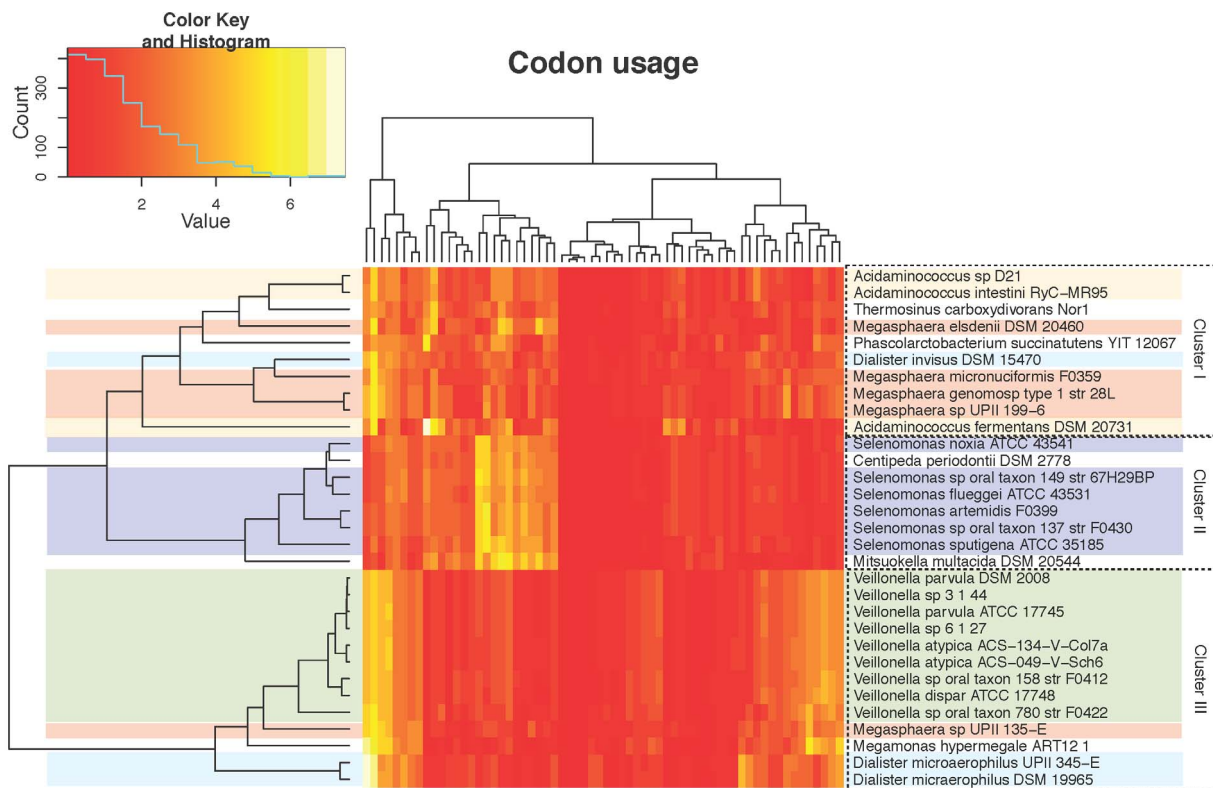 Color Key
and Histogram
Count
0
100
300
2
4
6
Value
Codon usage
Acidaminococcus sp D21
Acidaminococcus intestini RyC-MR95
Thermosinus carboxydivorans Nor1
Megasphaera elsdenii DSM 20460
Phascolarctobacterium succinatutens YIT 12067
Dialister invisus DSM 15470
Megasphaera micronuciformis F0359
Megasphaera genomosp type 1 str 28L
Megasphaera sp UPII 199-6
Acidaminococcus fermentans DSM 20731
Cluster I
Selenomonas noxia ATCC 43541
Centipeda periodontii DSM 2778
Selenomonas sp oral taxon 149 str 67H29BP
Selenomonas flueggei ATCC 43531
Selenomonas artemidis F0399
Selenomonas sp oral taxon 137 str F0430
Selenomonas sputigena ATCC 35185
Mitsuokella multacida DSM 20544
Cluster II
Veillonella parvula DSM 2008
Veillonella sp 3 1 44
Veillonella parvula ATCC 17745
Veillonella sp 6 1 27
Veillonella atypica ACS-134-V-Col7a
Veillonella atypica ACS-049-V-Sch6
Veillonella sp oral taxon 158 str F0412
Veillonella dispar ATCC 17748
Veillonella sp oral taxon 780 str F0422
Megasphaera sp UPII 135-E
Megamonas hypermegale ART12 1
Dialister microaerophilus UPII 345-E
Dialister micraerophilus DSM 19965
Cluster III